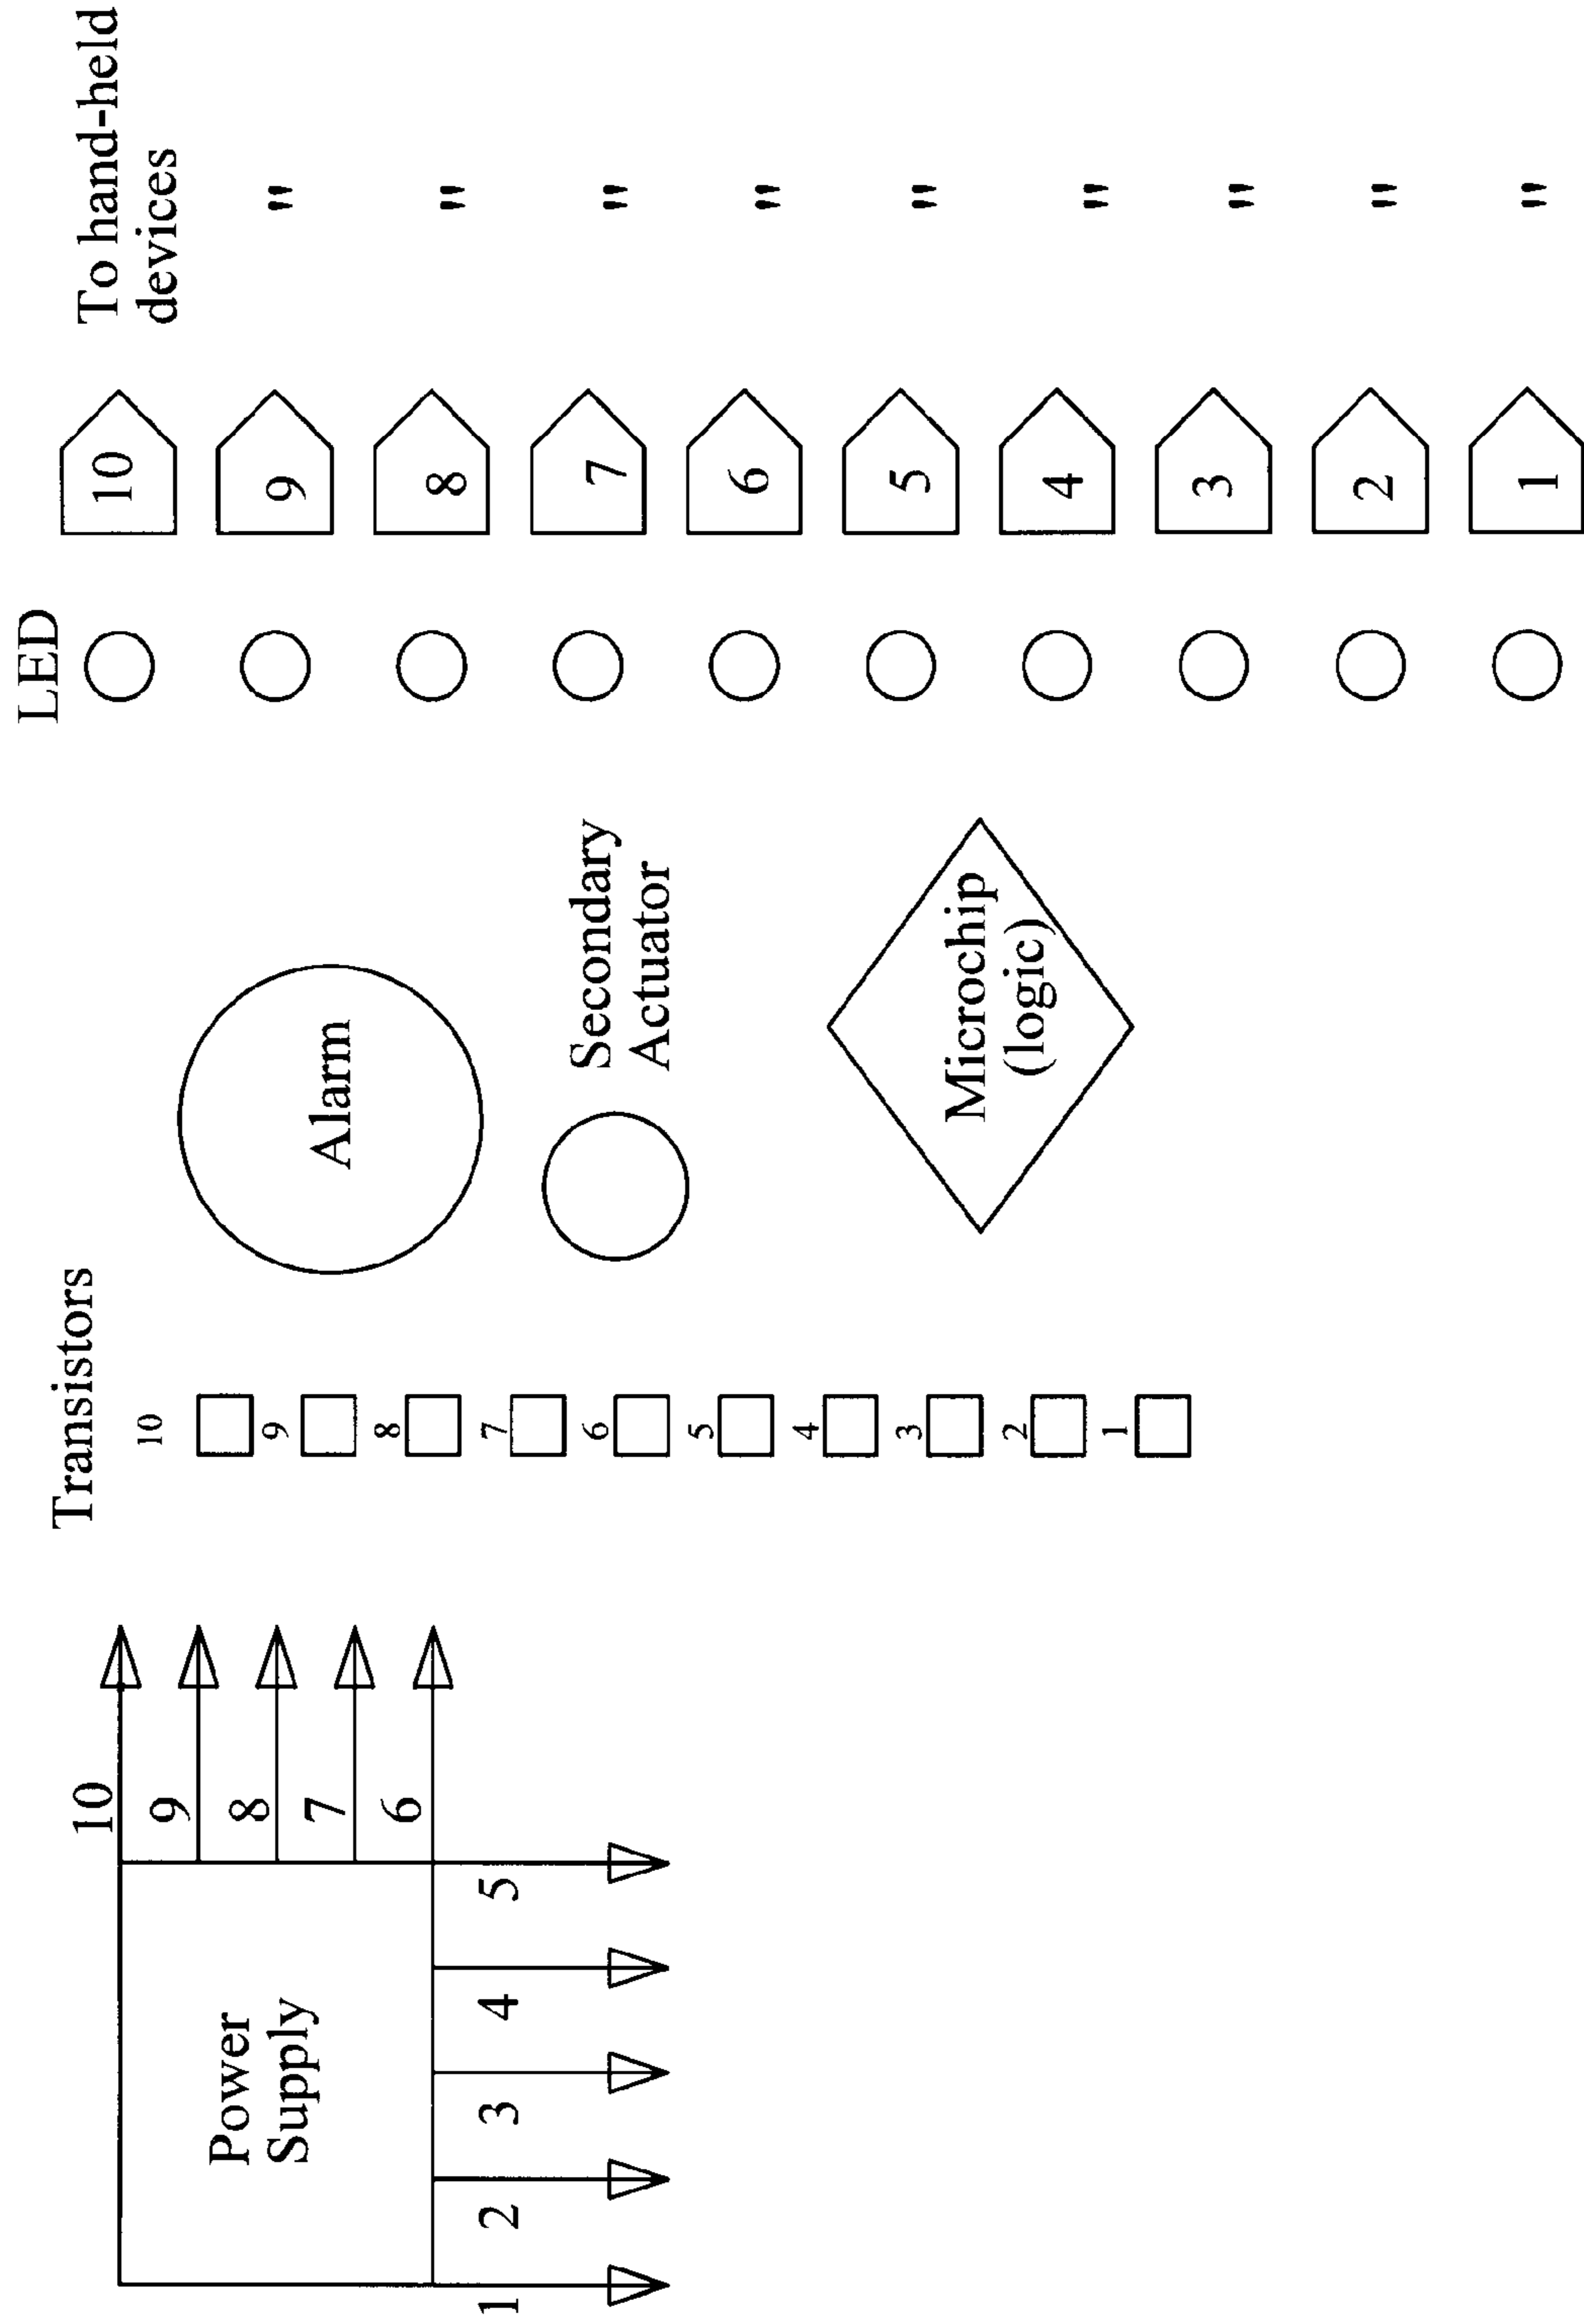 Power
Supply
10
9
8
7
6
1 2 3 4 5
Transistors
10
9
8
7
6
5
4
3
2
1
Alarm
Secondary
Actuator
Microchip
(logic)
LED
10
9
8
7
6
5
4
3
2
1
To hand-held
devices
"
"
"
"
"
"
"
"
"